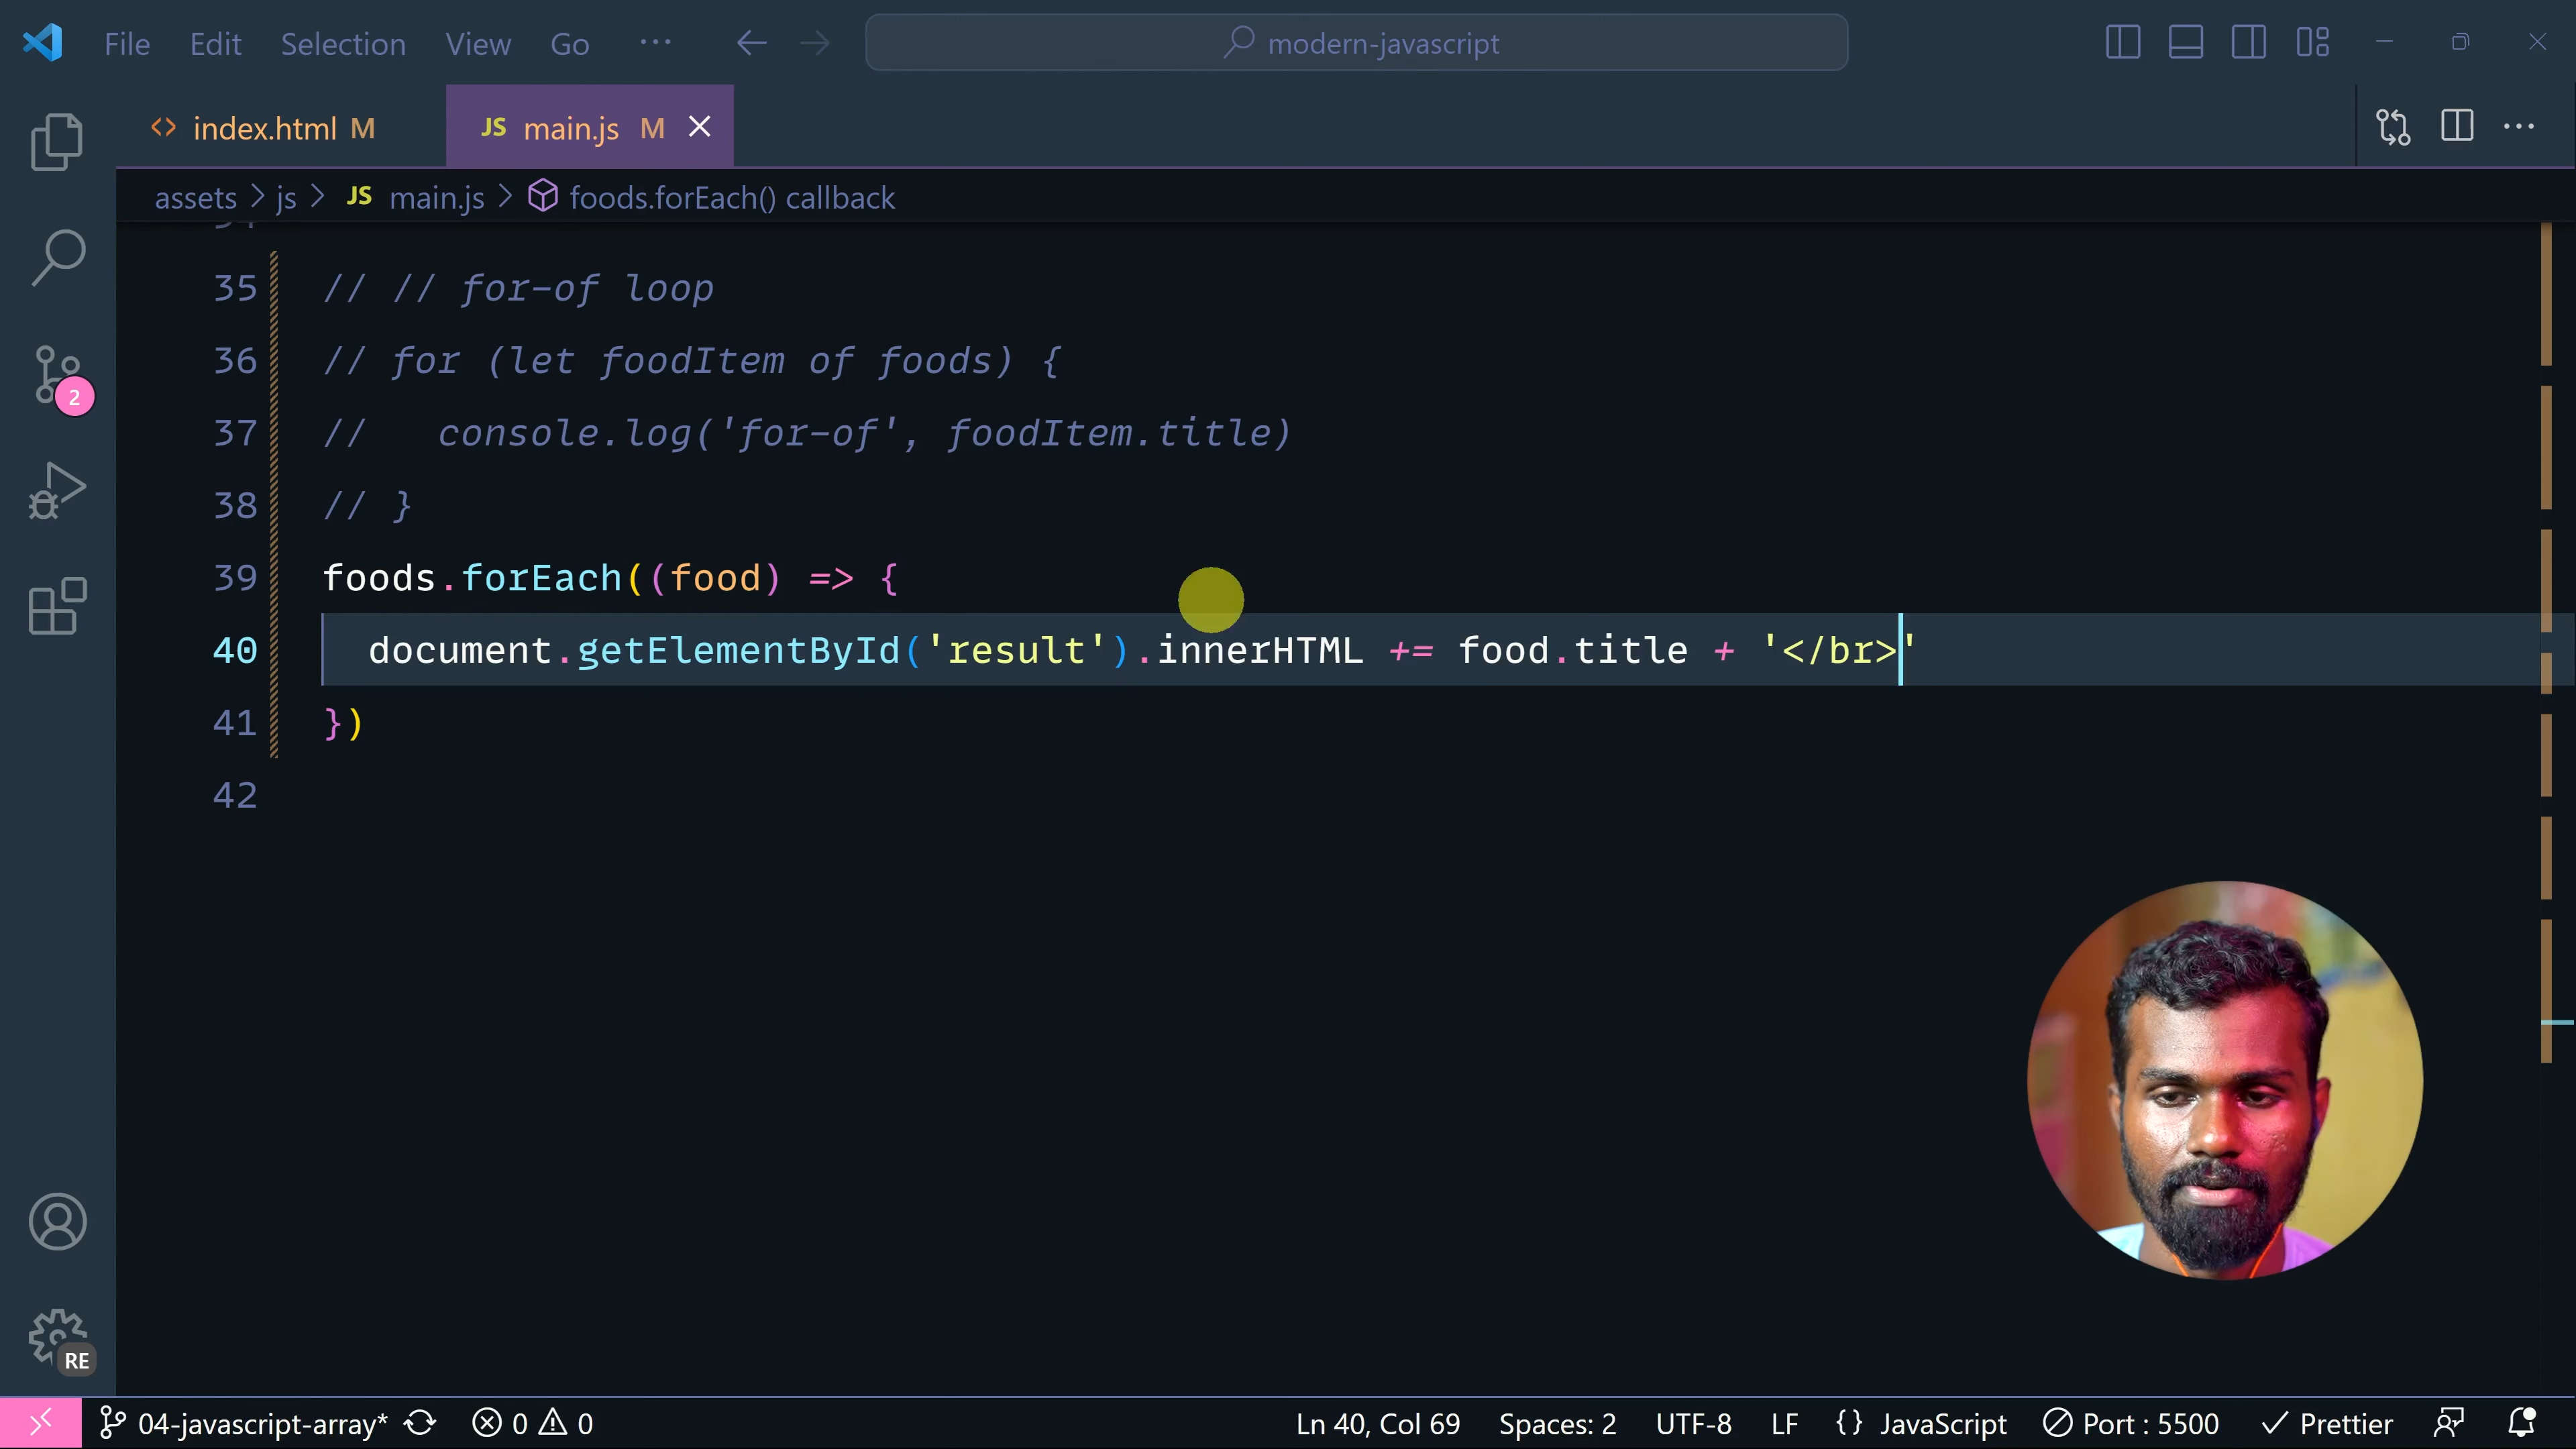 File Edit Selection View Go ··· modern-javascript
index.html M JS main.js M
assets > js > JS main.js > foods.forEach() callback
35 // // for-of loop
36 // for (let foodItem of foods) {
37 //   console.log('for-of', foodItem.title)
38 // }
39 foods.forEach((food) => {
40   document.getElementById('result').innerHTML += food.title + '</br>'
41 })
42
2
RE
04-javascript-array* 0 0 Ln 40, Col 69 Spaces: 2 UTF-8 LF {} JavaScript Port : 5500 Prettier